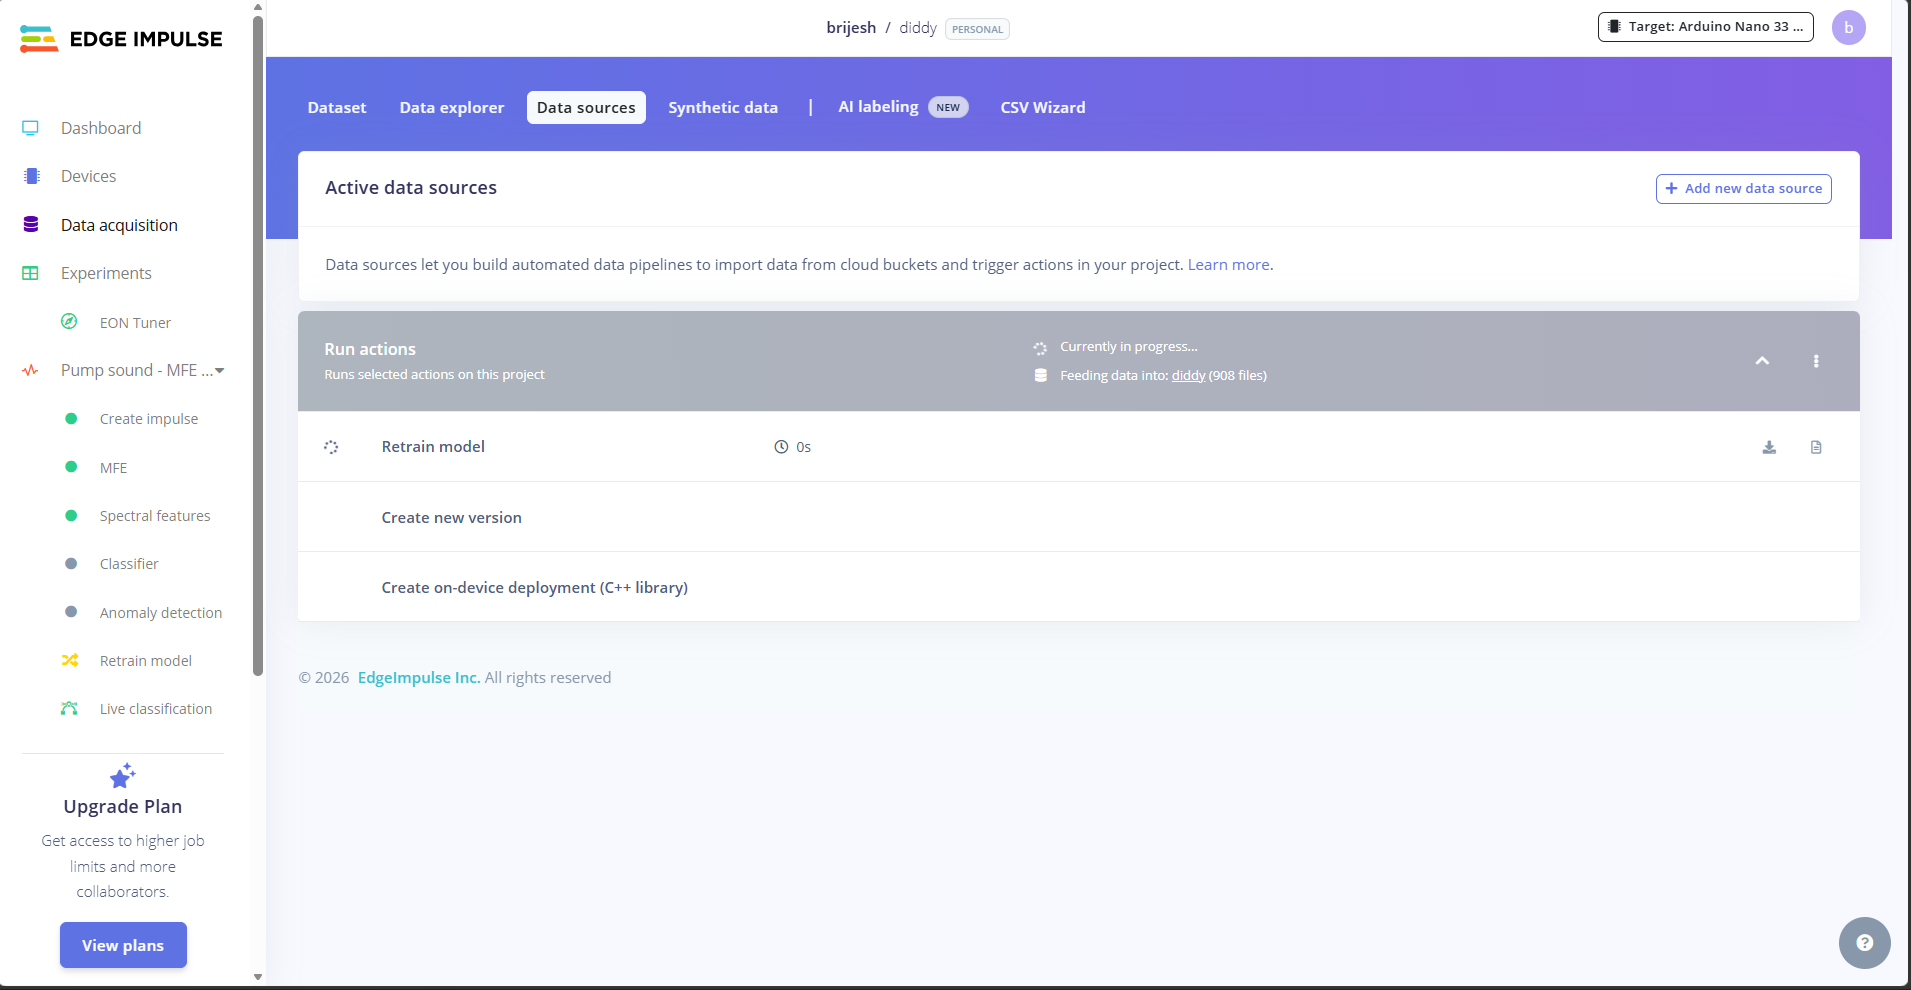 EDGE IMPULSE
Dashboard
Devices
Data acquisition
Experiments
EON Tuner
Pump sound - MFE ...
Create impulse
MFE
Spectral features
Classifier
Anomaly detection
Retrain model
Live classification
Upgrade Plan
Get access to higher job
limits and more
collaborators.
View plans
brijesh / diddy PERSONAL
Target: Arduino Nano 33 ...
b
Dataset Data explorer Data sources Synthetic data | AI labeling NEW CSV Wizard
Active data sources
+ Add new data source
Data sources let you build automated data pipelines to import data from cloud buckets and trigger actions in your project. Learn more.
Run actions
Runs selected actions on this project
Currently in progress...
Feeding data into: diddy (908 files)
Retrain model 0s
Create new version
Create on-device deployment (C++ library)
© 2026 EdgeImpulse Inc. All rights reserved
?